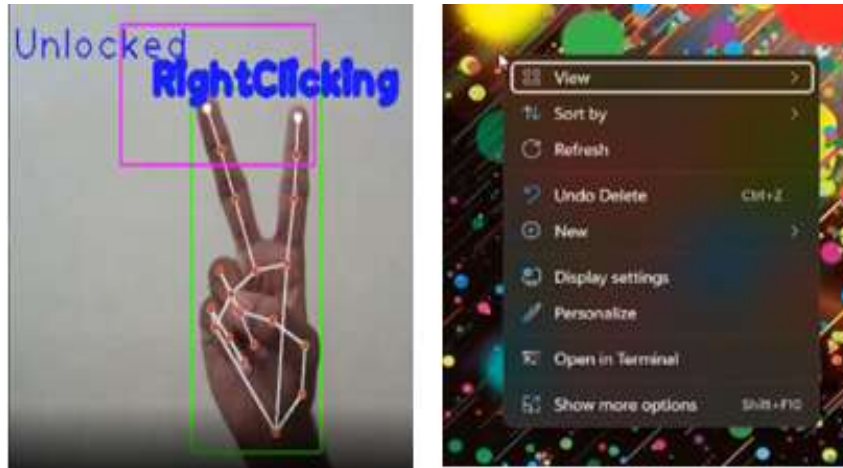 Unlocked
RightClicking
View
Sort by
Refresh
Undo Delete Ctrl+Z
New
Display settings
Personalize
Open in Terminal
Show more options Shift+F10